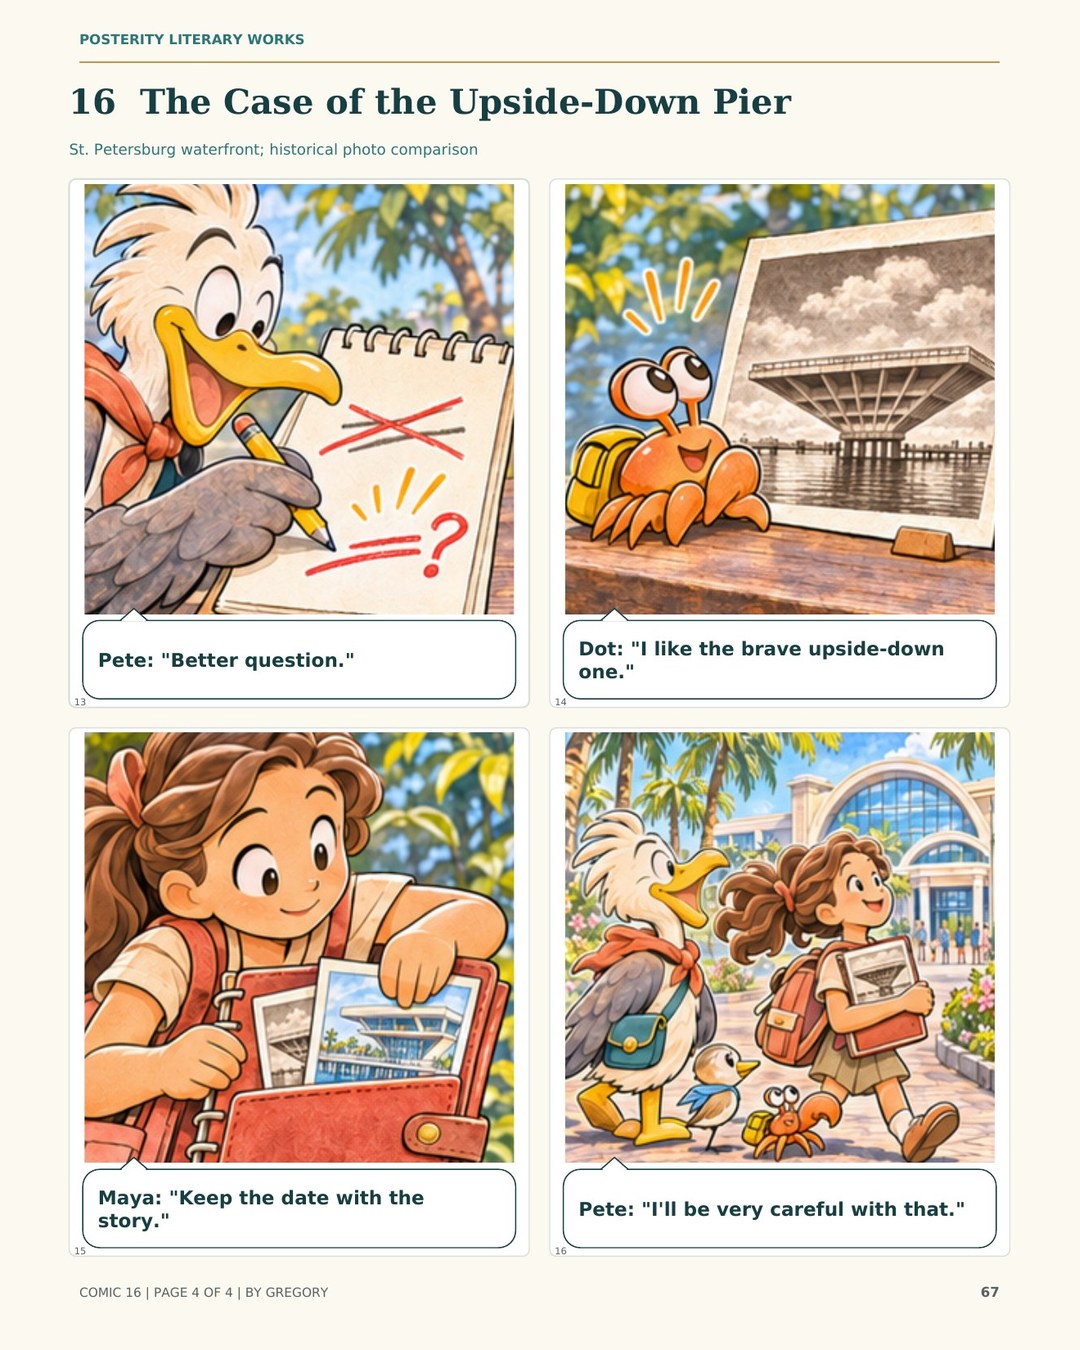 POSTERITY LITERARY WORKS
16 The Case of the Upside-Down Pier
St. Petersburg waterfront; historical photo comparison
?
Pete: "Better question."
13
Dot: "I like the brave upside-down
one."
14
Maya: "Keep the date with the
story."
15
Pete: "I'll be very careful with that."
16
COMIC 16 | PAGE 4 OF 4 | BY GREGORY
67